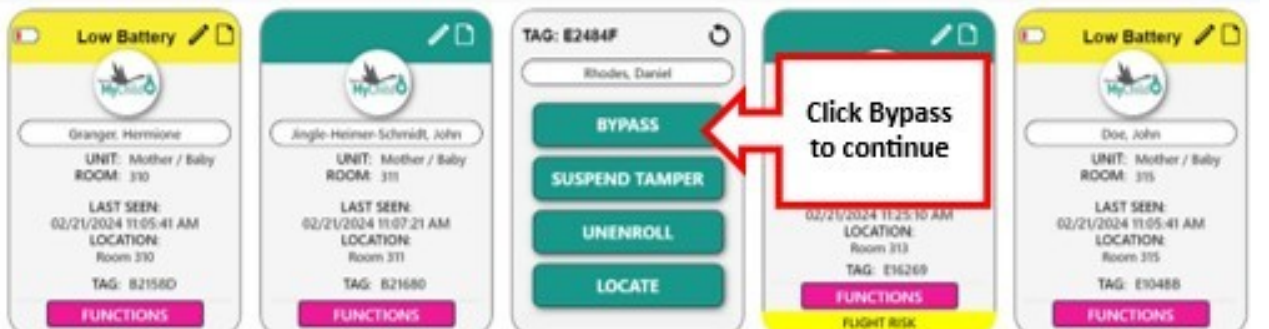 Low Battery
MyChild
Granger, Hermione
UNIT: Mother / Baby
ROOM: 310
LAST SEEN:
02/21/2024 11:05:41 AM
LOCATION:
Room 310
TAG: B2158D
FUNCTIONS
MyChild
Jingle-Heimer-Schmidt, John
UNIT: Mother / Baby
ROOM: 311
LAST SEEN:
02/21/2024 11:07:21 AM
LOCATION:
Room 311
TAG: B21680
FUNCTIONS
TAG: E2484F
Rhodes, Daniel
BYPASS
SUSPEND TAMPER
UNENROLL
LOCATE
Click Bypass
to continue
02/21/2024 11:25:10 AM
LOCATION:
Room 313
TAG: E16269
FUNCTIONS
FLIGHT RISK
Low Battery
MyChild
Doe, John
UNIT: Mother / Baby
ROOM: 315
LAST SEEN:
02/21/2024 11:05:41 AM
LOCATION:
Room 315
TAG: E1048B
FUNCTIONS